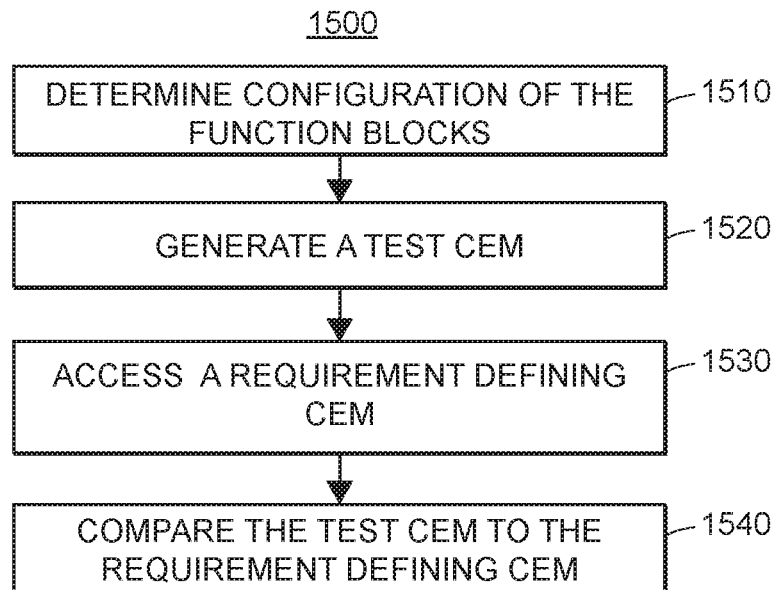 1500
DETERMINE CONFIGURATION OF THE
FUNCTION BLOCKS
1510
GENERATE A TEST CEM
1520
ACCESS A REQUIREMENT DEFINING
CEM
1530
COMPARE THE TEST CEM TO THE
REQUIREMENT DEFINING CEM
1540